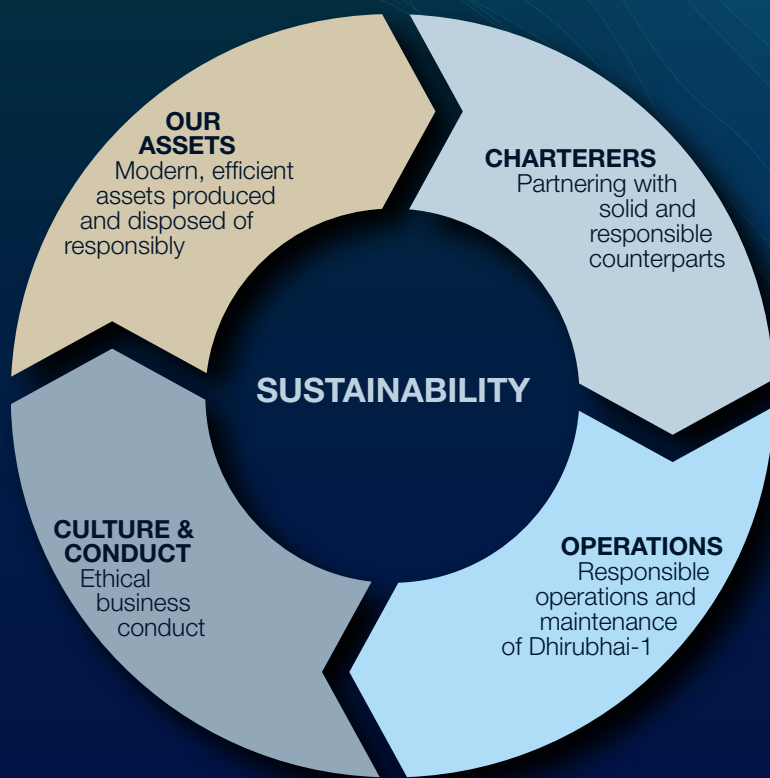 OUR
ASSETS
Modern, efficient
assets produced
and disposed of
responsibly
CHARTERERS
Partnering with
solid and
responsible
counterparts
SUSTAINABILITY
CULTURE &
CONDUCT
Ethical
business
conduct
OPERATIONS
Responsible
operations and
maintenance
of Dhirubhai-1